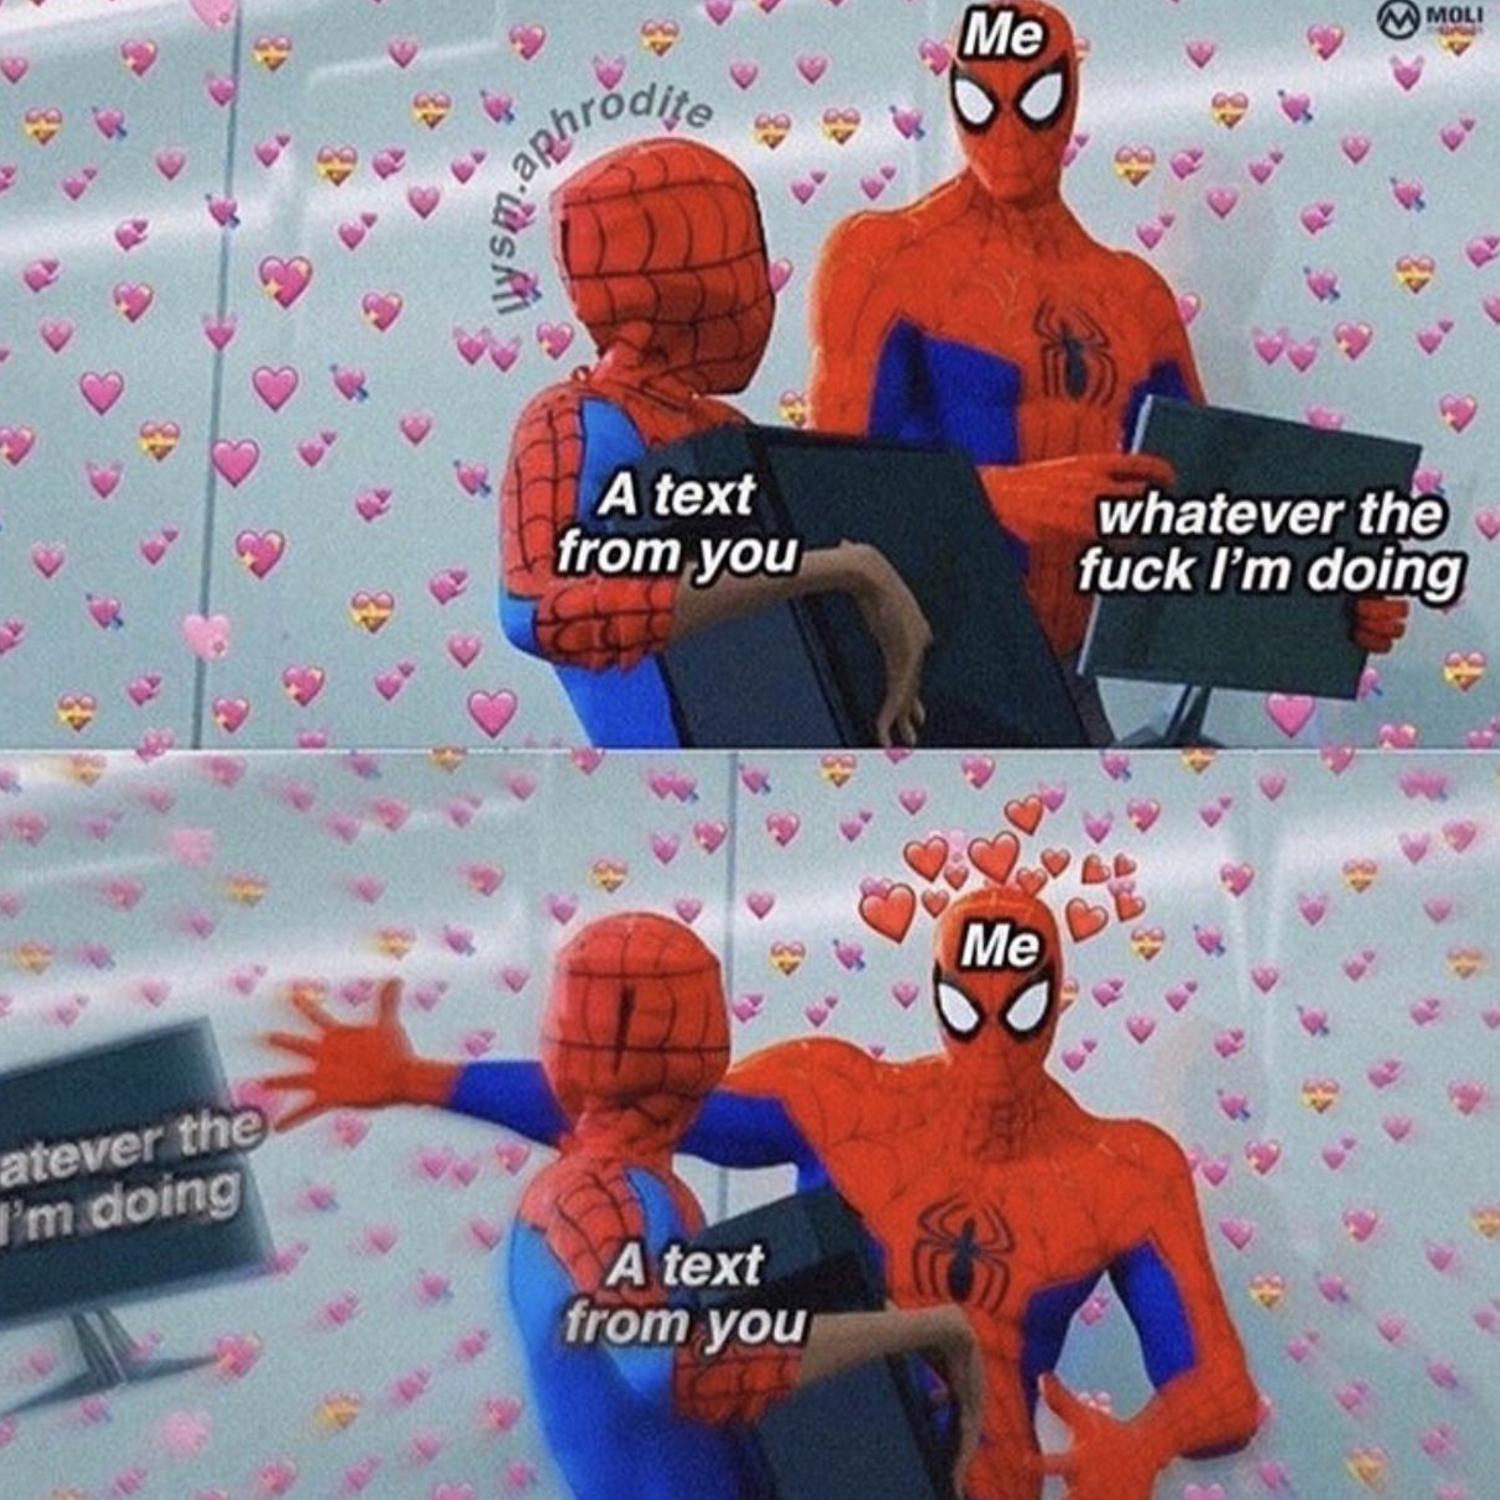 MOLI
Me
llysm.aphrodite
A text
from you
whatever the
fuck I'm doing
Me
atever the
I'm doing
A text
from you